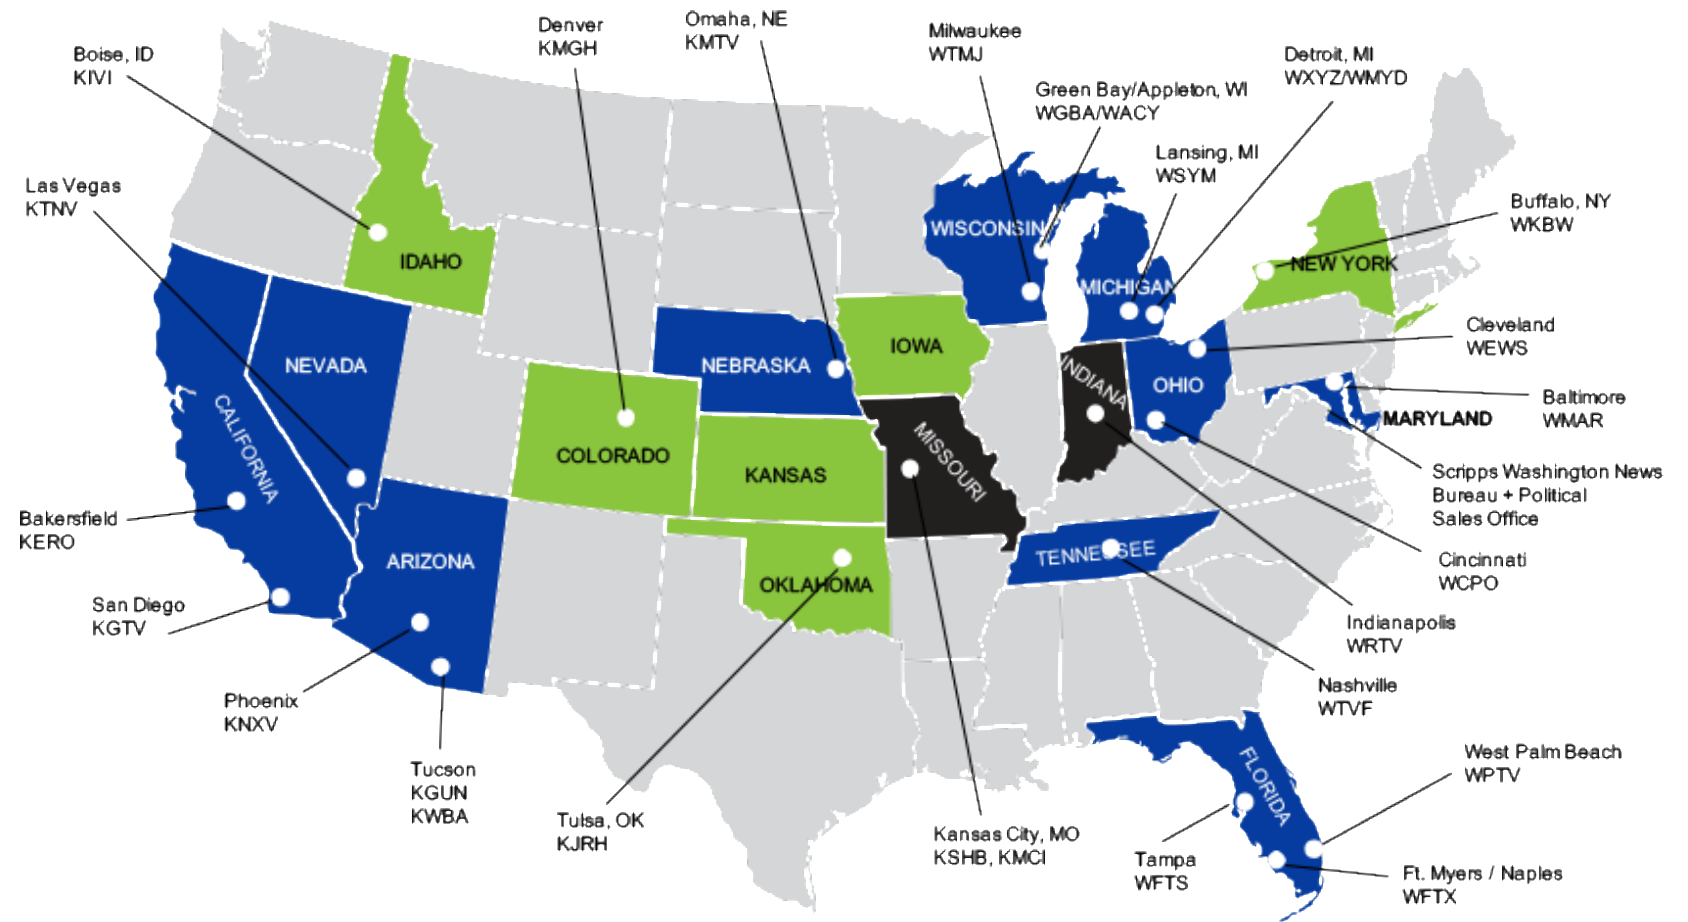 Boise, ID
KIVI
Denver
KMGH
Omaha, NE
KMTV
Milwaukee
WTMJ
Green Bay/Appleton, WI
WGBA/WACY
Detroit, MI
WXYZ/WMYD
Lansing, MI
WSYM
Las Vegas
KTNV
Buffalo, NY
WKBW
WISCONSIN
IDAHO
MICHIGAN
NEW YORK
Cleveland
WEWS
NEVADA
NEBRASKA
IOWA
INDIANA
OHIO
Baltimore
WMAR
MARYLAND
CALIFORNIA
COLORADO
KANSAS
MISSOURI
Scripps Washington News
Bureau + Political
Sales Office
Bakersfield
KERO
ARIZONA
OKLAHOMA
TENNESSEE
Cincinnati
WCPO
San Diego
KGTV
Indianapolis
WRTV
Phoenix
KNXV
Nashville
WTVF
Tucson
KGUN
KWBA
FLORIDA
West Palm Beach
WPTV
Tulsa, OK
KJRH
Kansas City, MO
KSHB, KMCI
Tampa
WFTS
Ft. Myers / Naples
WFTX